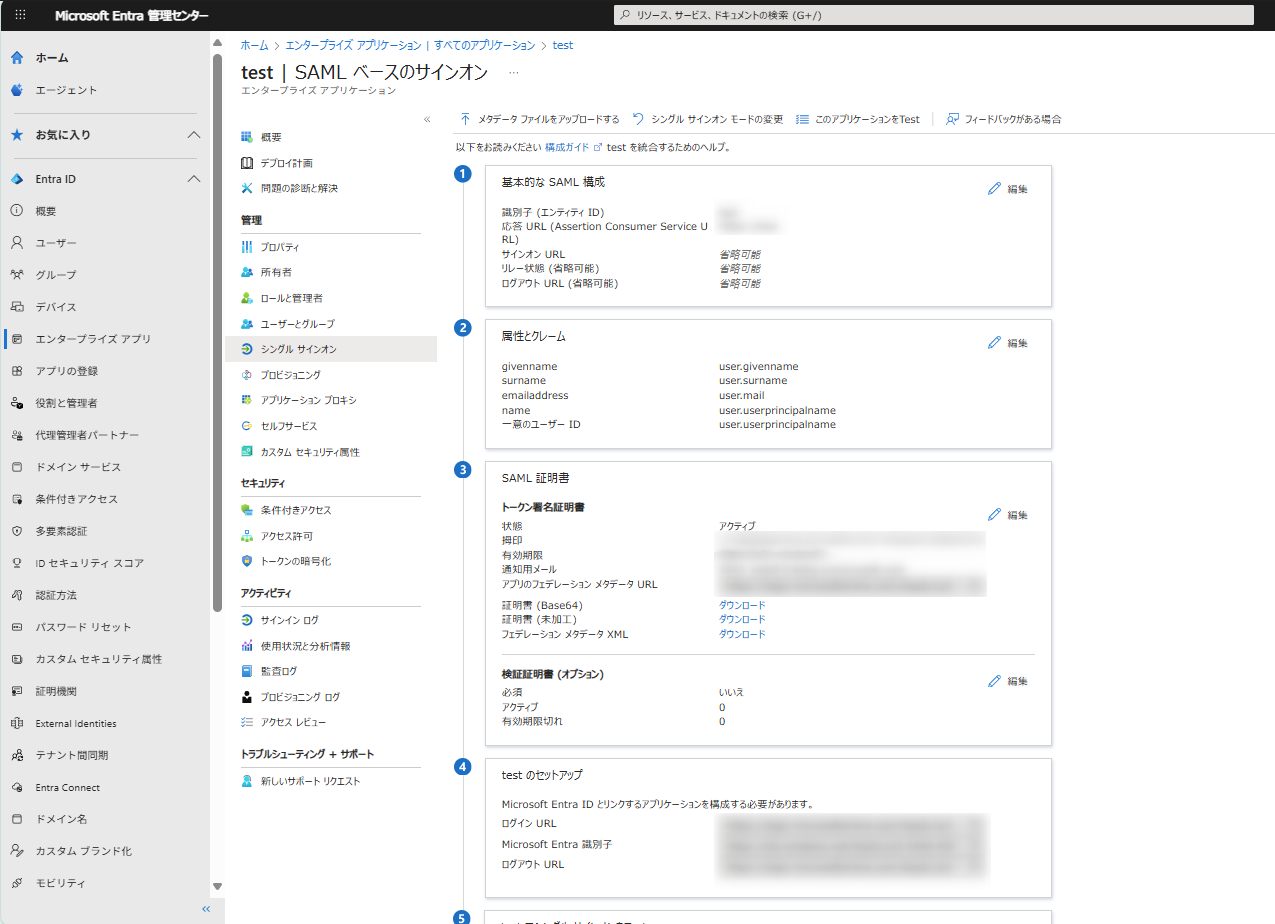 Microsoft Entra 管理センター
リソース、サービス、ドキュメントの検索 (G+/)
ホーム
エージェント
お気に入り
Entra ID
概要
ユーザー
グループ
デバイス
エンタープライズ アプリ
アプリの登録
役割と管理者
代理管理者パートナー
ドメイン サービス
条件付きアクセス
多要素認証
ID セキュリティ スコア
認証方法
パスワード リセット
カスタム セキュリティ属性
証明機関
External Identities
テナント間同期
Entra Connect
ドメイン名
カスタム ブランド化
モビリティ
ホーム > エンタープライズ アプリケーション | すべてのアプリケーション > test
test | SAML ベースのサインオン ...
エンタープライズ アプリケーション
概要
デプロイ計画
問題の診断と解決
管理
プロパティ
所有者
ロールと管理者
ユーザーとグループ
シングル サインオン
プロビジョニング
アプリケーション プロキシ
セルフサービス
カスタム セキュリティ属性
セキュリティ
条件付きアクセス
アクセス許可
トークンの暗号化
アクティビティ
サインイン ログ
使用状況と分析情報
監査ログ
プロビジョニング ログ
アクセス レビュー
トラブルシューティング + サポート
新しいサポート リクエスト
メタデータ ファイルをアップロードする シングル サインオン モードの変更 このアプリケーションをTest フィードバックがある場合
以下をお読みください 構成ガイド test を統合するためのヘルプ。
1
基本的な SAML 構成
編集
識別子 (エンティティ ID)
応答 URL (Assertion Consumer Service U
RL)
サインオン URL 省略可能
リレー状態 (省略可能) 省略可能
ログアウト URL (省略可能) 省略可能
2
属性とクレーム
編集
givenname user.givenname
surname user.surname
emailaddress user.mail
name user.userprincipalname
一意のユーザー ID user.userprincipalname
3
SAML 証明書
トークン署名証明書
編集
状態 アクティブ
拇印
有効期限
通知用メール
アプリのフェデレーション メタデータ URL
証明書 (Base64) ダウンロード
証明書 (未加工) ダウンロード
フェデレーション メタデータ XML ダウンロード
検証証明書 (オプション)
編集
必須 いいえ
アクティブ 0
有効期限切れ 0
4
test のセットアップ
Microsoft Entra ID とリンクするアプリケーションを構成する必要があります。
ログイン URL
Microsoft Entra 識別子
ログアウト URL
5